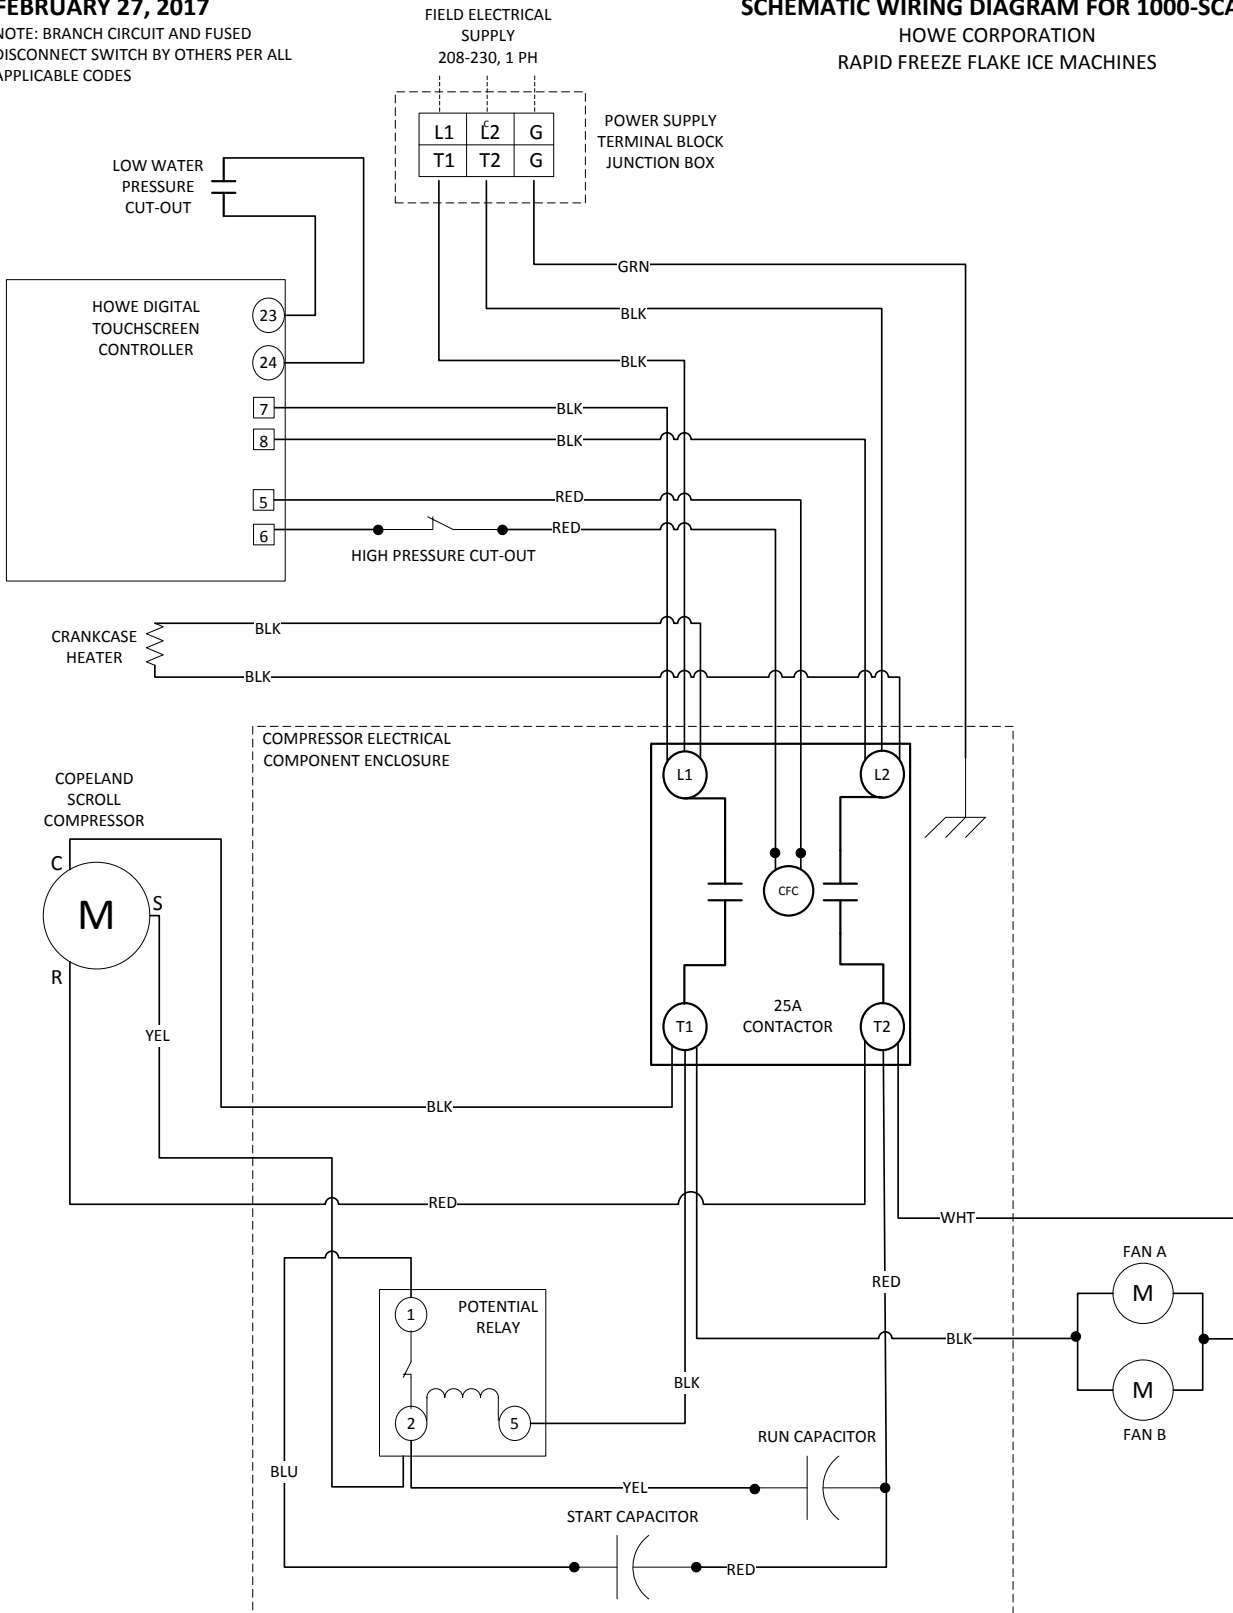 FEBRUARY 27, 2017
NOTE: BRANCH CIRCUIT AND FUSED
DISCONNECT SWITCH BY OTHERS PER ALL
APPLICABLE CODES
FIELD ELECTRICAL
SUPPLY
208-230, 1 PH
SCHEMATIC WIRING DIAGRAM FOR 1000-SCA
HOWE CORPORATION
RAPID FREEZE FLAKE ICE MACHINES
L1 L2 G
c
T1 T2 G
POWER SUPPLY
TERMINAL BLOCK
JUNCTION BOX
LOW WATER
PRESSURE
CUT-OUT
GRN
BLK
BLK
HOWE DIGITAL
TOUCHSCREEN
CONTROLLER
23
24
7
BLK
8
BLK
5
RED
6
RED
HIGH PRESSURE CUT-OUT
CRANKCASE
HEATER
BLK
BLK
COMPRESSOR ELECTRICAL
COMPONENT ENCLOSURE
COPELAND
SCROLL
COMPRESSOR
C
S
R
M
L1
L2
CFC
25A
CONTACTOR
T1
T2
YEL
BLK
RED
WHT
RED
FAN A
M
BLK
M
FAN B
POTENTIAL
RELAY
1
2
5
BLK
BLU
RUN CAPACITOR
YEL
START CAPACITOR
RED